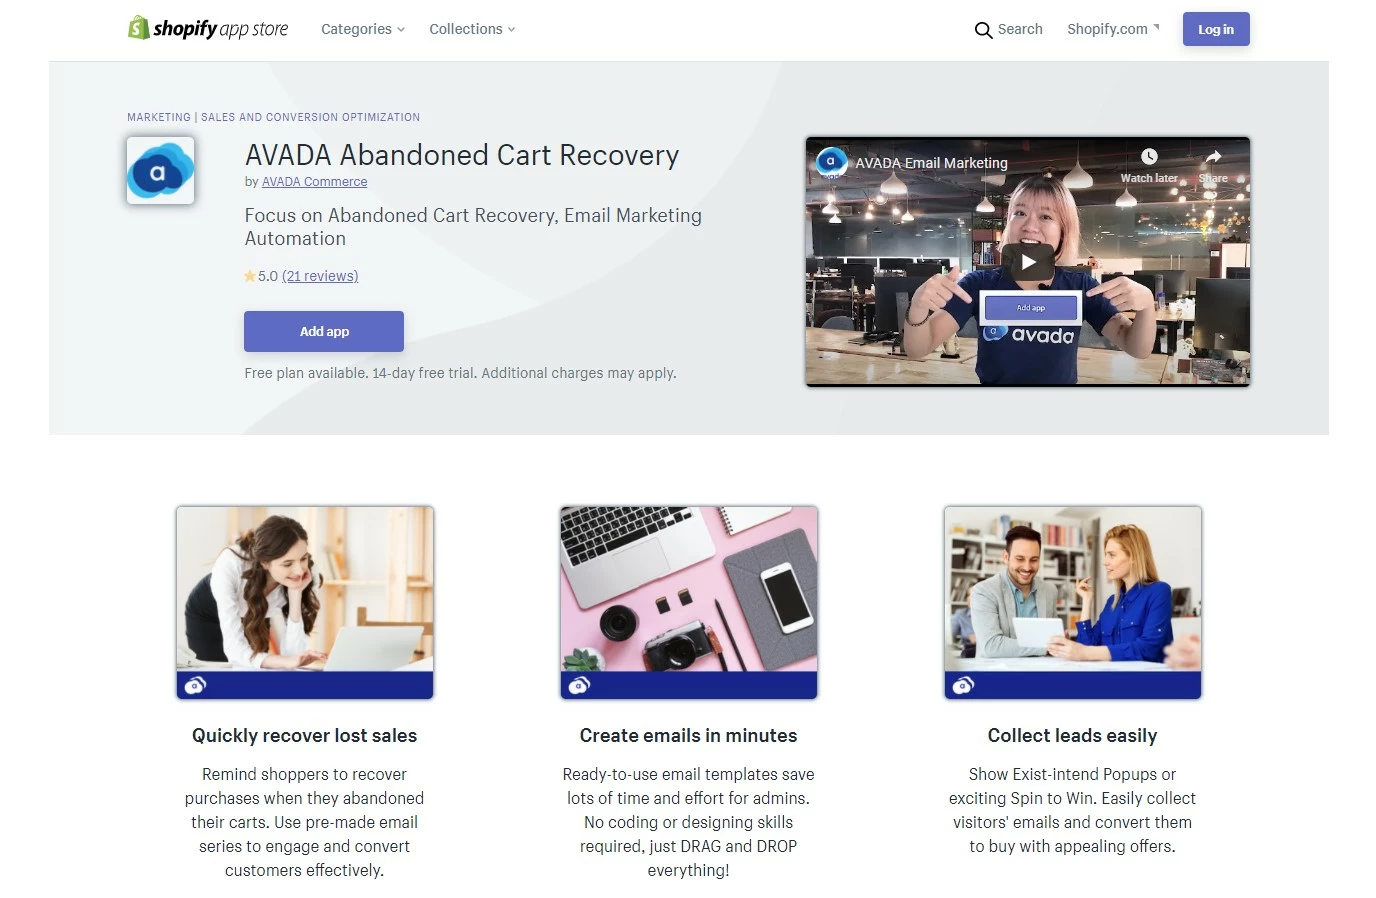 shopify app store
Categories
Collections
Search
Shopify.com
Log in
MARKETING | SALES AND CONVERSION OPTIMIZATION
a
AVADA Abandoned Cart Recovery
by AVADA Commerce
Focus on Abandoned Cart Recovery, Email Marketing
Automation
5.0 (21 reviews)
Add app
Free plan available. 14-day free trial. Additional charges may apply.
a
AVADA Email Marketing
Watch later
Share
Add app
avada
Quickly recover lost sales
Remind shoppers to recover
purchases when they abandoned
their carts. Use pre-made email
series to engage and convert
customers effectively.
Create emails in minutes
Ready-to-use email templates save
lots of time and effort for admins.
No coding or designing skills
required, just DRAG and DROP
everything!
Collect leads easily
Show Exist-intend Popups or
exciting Spin to Win. Easily collect
visitors' emails and convert them
to buy with appealing offers.